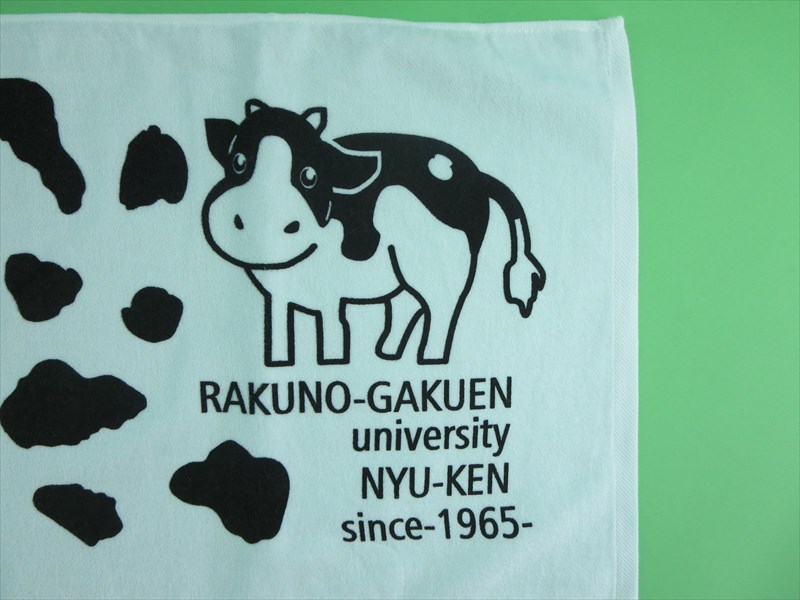 RAKUNO-GAKUEN
university
NYU-KEN
since-1965-